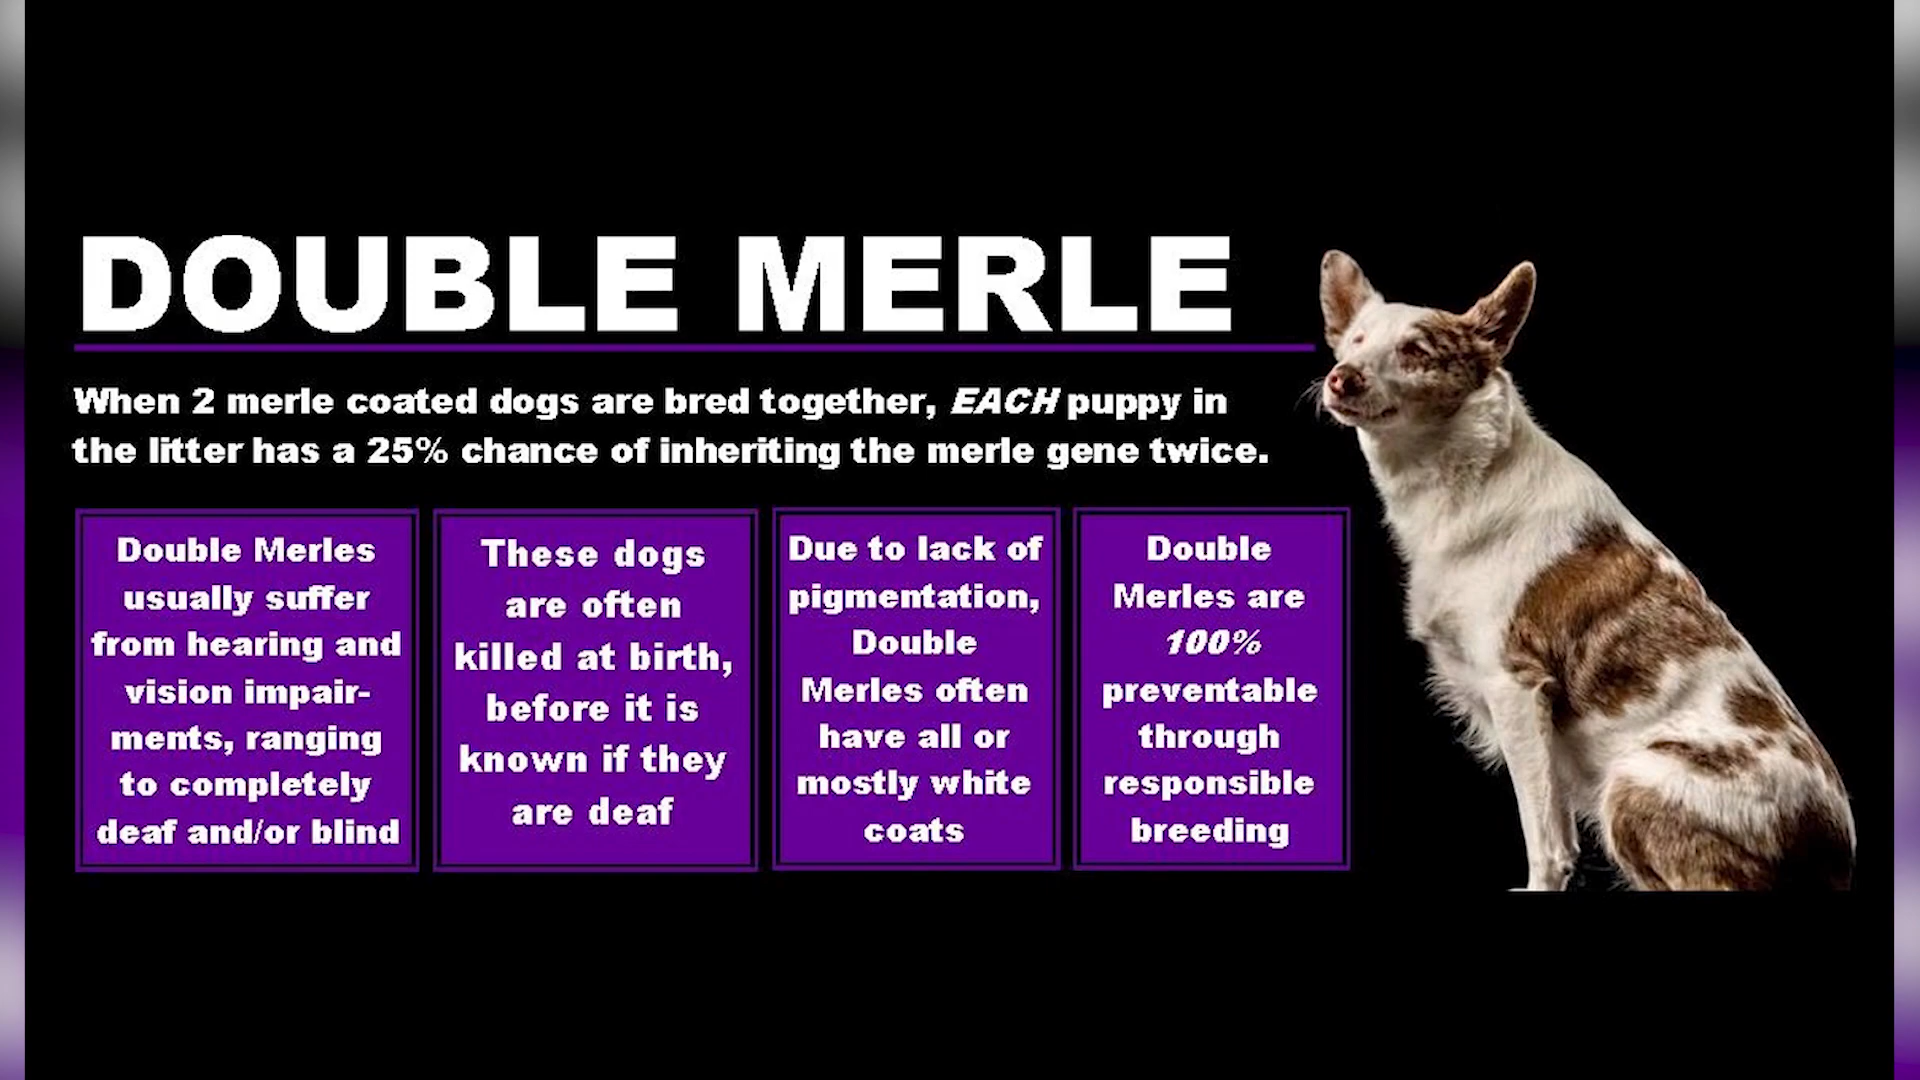 DOUBLE MERLE
When 2 merle coated dogs are bred together, EACH puppy in
the litter has a 25% chance of inheriting the merle gene twice.
Double Merles
usually suffer
from hearing and
vision impair-
ments, ranging
to completely
deaf and/or blind
These dogs
are often
killed at birth,
before it is
known if they
are deaf
Due to lack of
pigmentation,
Double
Merles often
have all or
mostly white
coats
Double
Merles are
100%
preventable
through
responsible
breeding